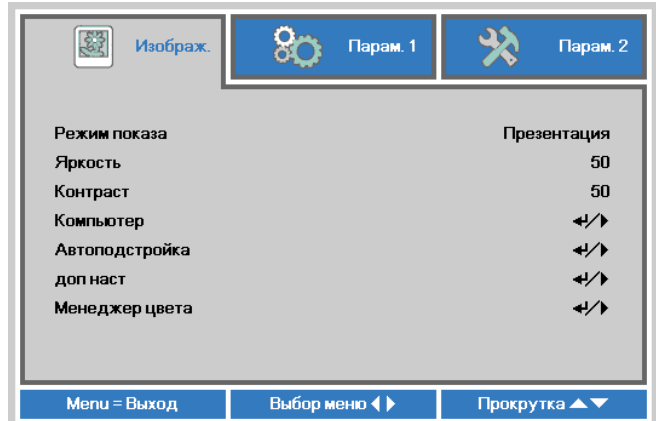 Изображ. Парам. 1 Парам. 2
Режим показа Презентация
Яркость 50
Контраст 50
Компьютер
Автоподстройка
доп наст
Менеджер цвета
Menu = Выход Выбор меню Прокрутка